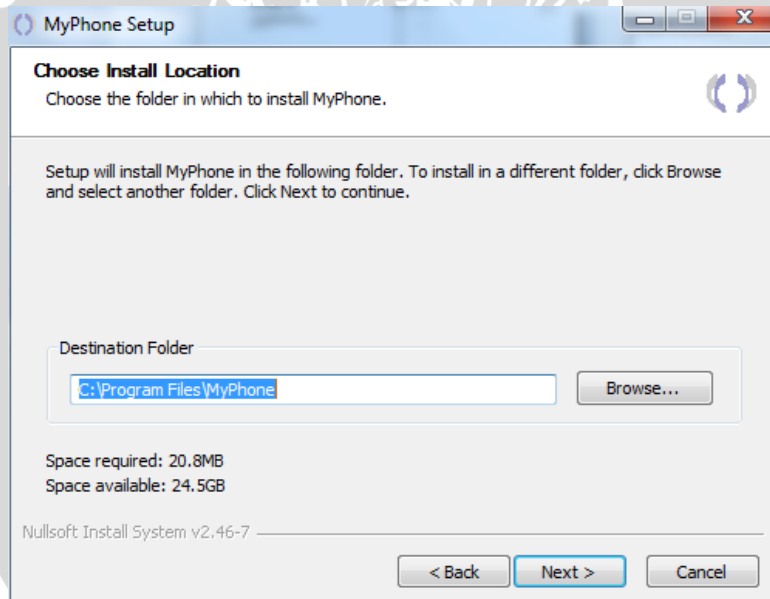 MyPhone Setup
Choose Install Location
Choose the folder in which to install MyPhone.
Setup will install MyPhone in the following folder. To install in a different folder, click Browse
and select another folder. Click Next to continue.
Destination Folder
C:\Program Files\MyPhone
Browse...
Space required: 20.8MB
Space available: 24.5GB
Nullsoft Install System v2.46-7
< Back Next > Cancel